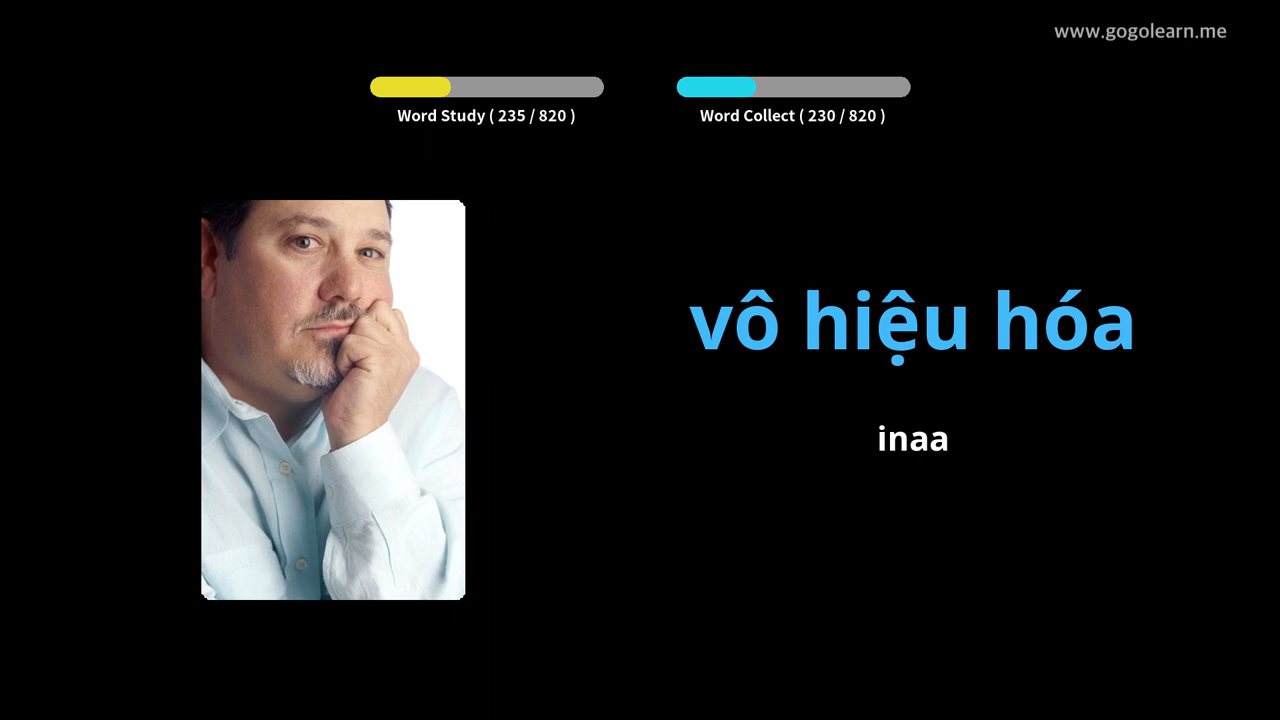 www.gogolearn.me
Word Study ( 235 / 820 )
Word Collect ( 230 / 820 )
vô hiệu hóa
inaa